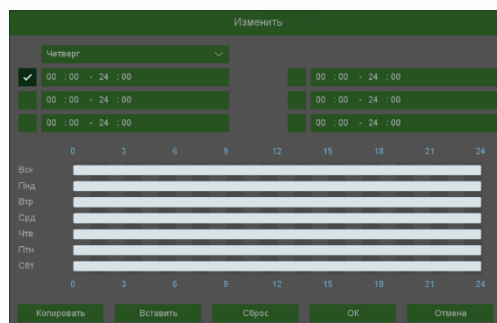 Изменить
Четверг
00 :00 - 24 :00 00 :00 - 24 :00
00 :00 - 24 :00 00 :00 - 24 :00
00 :00 - 24 :00 00 :00 - 24 :00
0 3 6 9 12 15 18 21 24
Вск
Пнд
Втр
Срд
Чтв
Птн
Сбт
0 3 6 9 12 15 18 21 24
Копировать Вставить Сброс ОК Отмена